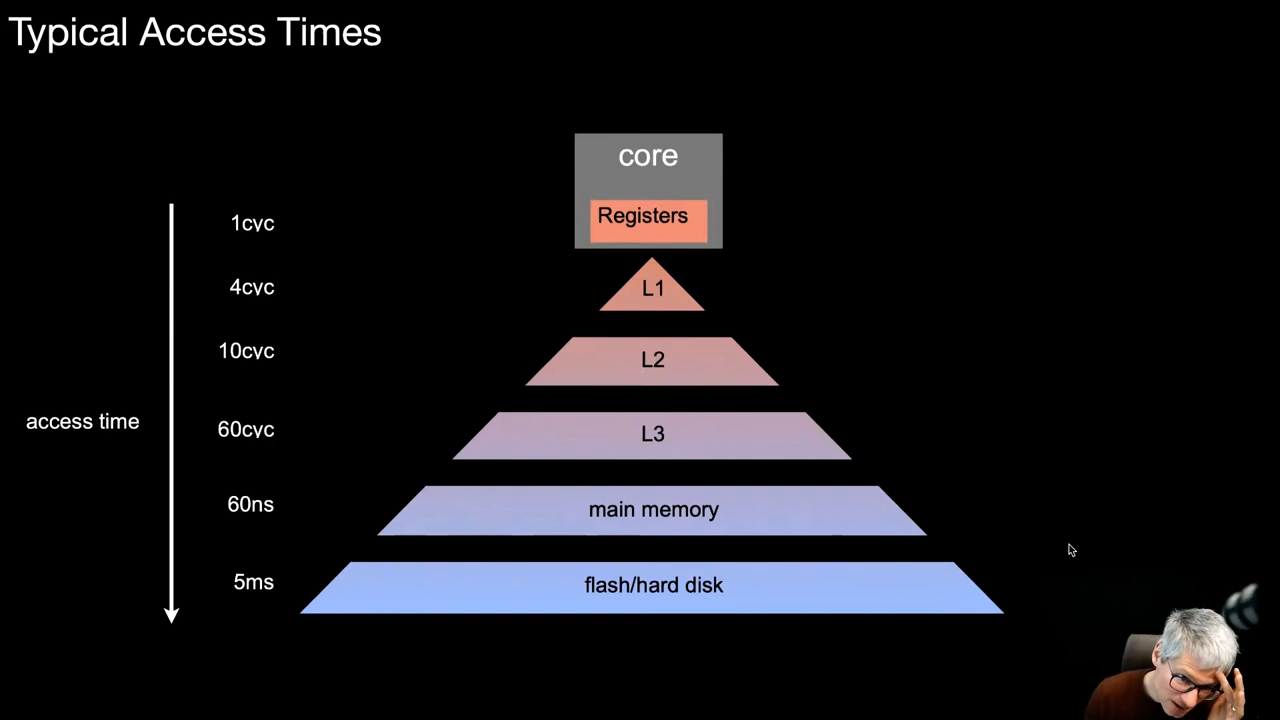 Typical Access Times
core
Registers
1cyc
4cyc
L1
10cyc
L2
access time
60cyc
L3
60ns
main memory
5ms
flash/hard disk